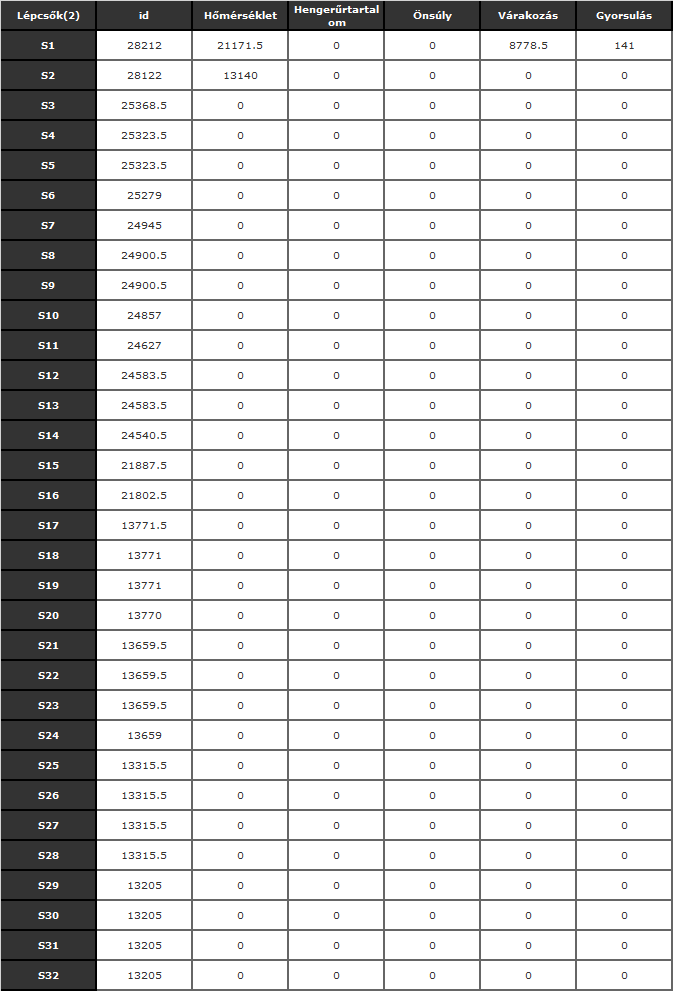 Lépcsők(2) id Hőmérséklet Hengerűrtartalom Önsúly Várakozás Gyorsulás
S1 28212 21171.5 0 0 8778.5 141
S2 28122 13140 0 0 0 0
S3 25368.5 0 0 0 0 0
S4 25323.5 0 0 0 0 0
S5 25323.5 0 0 0 0 0
S6 25279 0 0 0 0 0
S7 24945 0 0 0 0 0
S8 24900.5 0 0 0 0 0
S9 24900.5 0 0 0 0 0
S10 24857 0 0 0 0 0
S11 24627 0 0 0 0 0
S12 24583.5 0 0 0 0 0
S13 24583.5 0 0 0 0 0
S14 24540.5 0 0 0 0 0
S15 21887.5 0 0 0 0 0
S16 21802.5 0 0 0 0 0
S17 13771.5 0 0 0 0 0
S18 13771 0 0 0 0 0
S19 13771 0 0 0 0 0
S20 13770 0 0 0 0 0
S21 13659.5 0 0 0 0 0
S22 13659.5 0 0 0 0 0
S23 13659.5 0 0 0 0 0
S24 13659 0 0 0 0 0
S25 13315.5 0 0 0 0 0
S26 13315.5 0 0 0 0 0
S27 13315.5 0 0 0 0 0
S28 13315.5 0 0 0 0 0
S29 13205 0 0 0 0 0
S30 13205 0 0 0 0 0
S31 13205 0 0 0 0 0
S32 13205 0 0 0 0 0